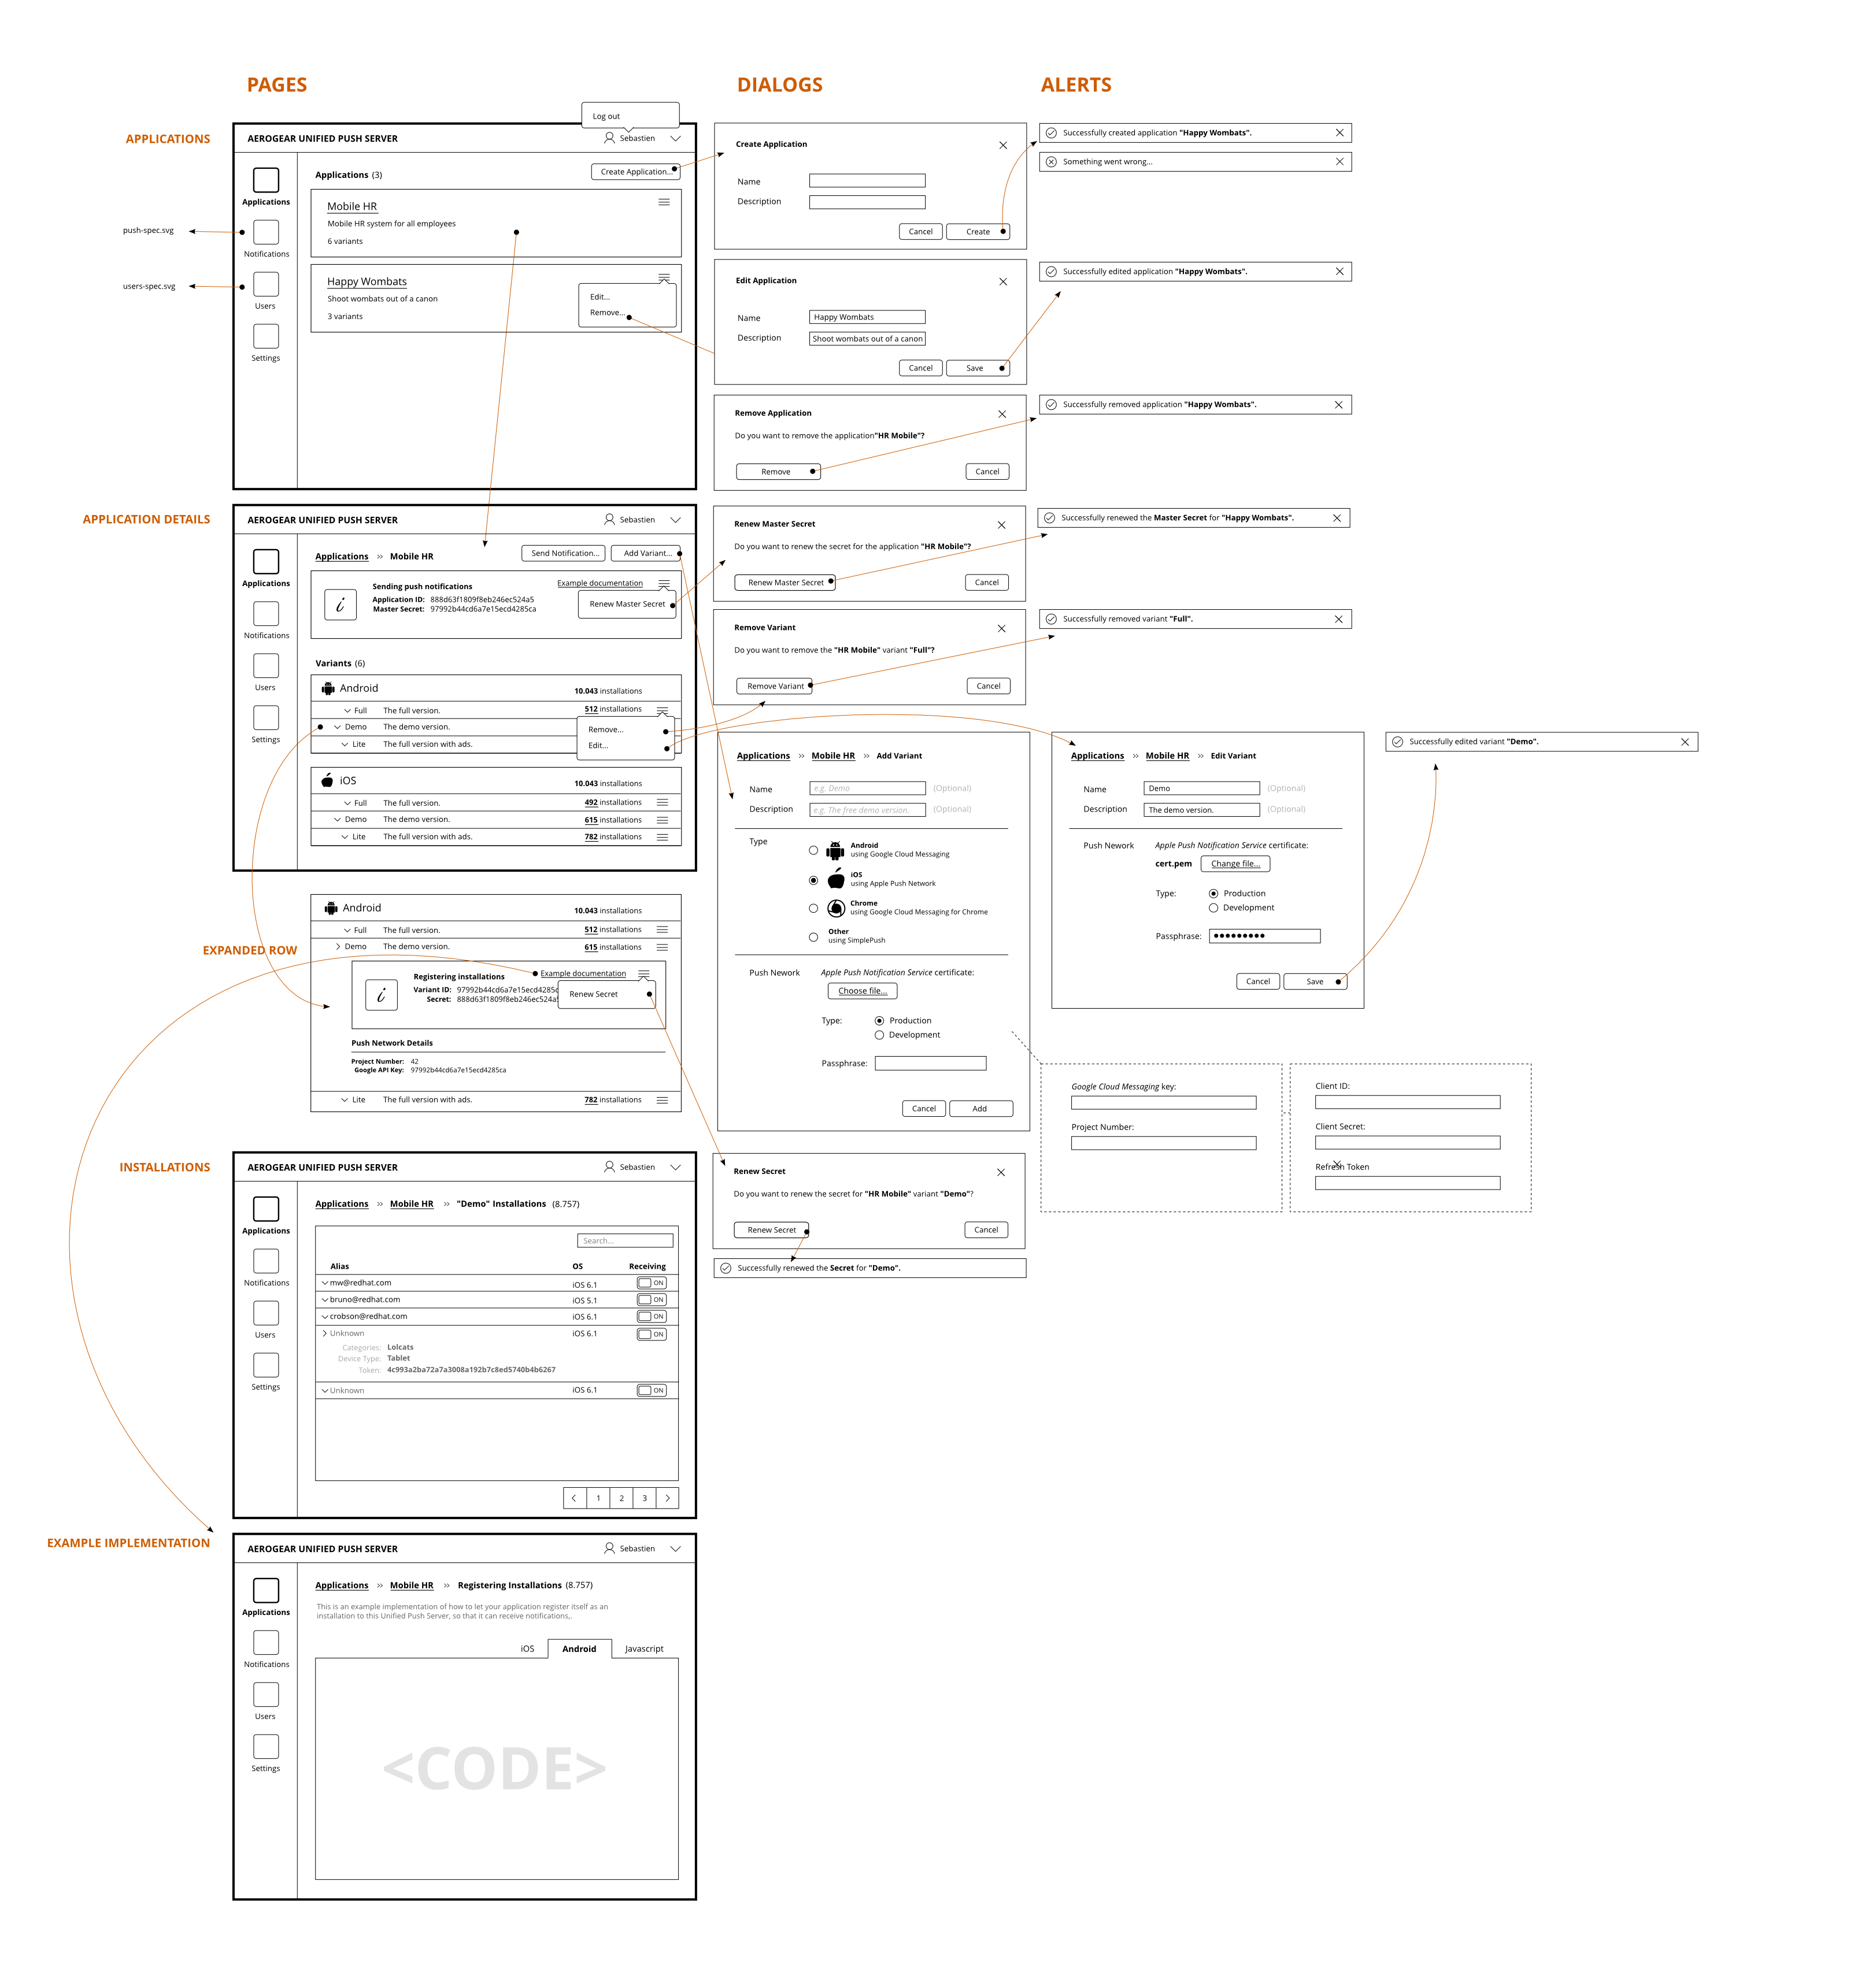 PAGES
DIALOGS
ALERTS
APPLICATIONS
Log out
AEROGEAR UNIFIED PUSH SERVER
Sebastien
Applications
Notifications
Users
Settings
push-spec.svg
users-spec.svg
Applications (3)
Create Application...
Mobile HR
Mobile HR system for all employees
6 variants
Happy Wombats
Shoot wombats out of a canon
3 variants
Edit...
Remove...
Create Application
Name
Description
Cancel
Create
Successfully created application "Happy Wombats".
Something went wrong...
Edit Application
Name
Happy Wombats
Description
Shoot wombats out of a canon
Cancel
Save
Successfully edited application "Happy Wombats".
Remove Application
Do you want to remove the application"HR Mobile"?
Remove
Cancel
Successfully removed application "Happy Wombats".
APPLICATION DETAILS
AEROGEAR UNIFIED PUSH SERVER
Sebastien
Applications
Notifications
Users
Settings
Applications >> Mobile HR
Send Notification...
Add Variant...
Sending push notifications
Example documentation
Application ID: 888d63f1809f8eb246ec524a5
Master Secret: 97992b44cd6a7e15ecd4285ca
Renew Master Secret
i
Variants (6)
Android
10.043 installations
Full The full version. 512 installations
Demo The demo version.
Lite The full version with ads.
Remove...
Edit...
iOS
10.043 installations
Full The full version. 492 installations
Demo The demo version. 615 installations
Lite The full version with ads. 782 installations
Renew Master Secret
Do you want to renew the secret for the application "HR Mobile"?
Renew Master Secret
Cancel
Successfully renewed the Master Secret for "Happy Wombats".
Remove Variant
Do you want to remove the "HR Mobile" variant "Full"?
Remove Variant
Cancel
Successfully removed variant "Full".
Applications >> Mobile HR >> Add Variant
Name
e.g. Demo
(Optional)
Description
e.g. The free demo version.
(Optional)
Type
Android
using Google Cloud Messaging
iOS
using Apple Push Network
Chrome
using Google Cloud Messaging for Chrome
Other
using SimplePush
Push Nework
Apple Push Notification Service certificate:
Choose file...
Type:
Production
Development
Passphrase:
Cancel
Add
Applications >> Mobile HR >> Edit Variant
Name
Demo
(Optional)
Description
The demo version.
(Optional)
Push Nework
Apple Push Notification Service certificate:
cert.pem
Change file...
Type:
Production
Development
Passphrase:
Cancel
Save
Successfully edited variant "Demo".
Google Cloud Messaging key:
Project Number:
Client ID:
Client Secret:
Refresh Token
EXPANDED ROW
Android
10.043 installations
Full The full version. 512 installations
Demo The demo version. 615 installations
Registering installations
Example documentation
Variant ID: 97992b44cd6a7e15ecd4285c
Secret: 888d63f1809f8eb246ec524a5
Renew Secret
i
Push Network Details
Project Number: 42
Google API Key: 97992b44cd6a7e15ecd4285ca
Lite The full version with ads. 782 installations
INSTALLATIONS
AEROGEAR UNIFIED PUSH SERVER
Sebastien
Applications
Notifications
Users
Settings
Applications >> Mobile HR >> "Demo" Installations (8.757)
Search...
Alias OS Receiving
mw@redhat.com iOS 6.1 ON
bruno@redhat.com iOS 5.1 ON
crobson@redhat.com iOS 6.1 ON
Unknown iOS 6.1 ON
Categories: Lolcats
Device Type: Tablet
Token: 4c993a2ba72a7a3008a192b7c8ed5740b4b6267
Unknown iOS 6.1 ON
1 2 3
Renew Secret
Do you want to renew the secret for "HR Mobile" variant "Demo"?
Renew Secret
Cancel
Successfully renewed the Secret for "Demo".
EXAMPLE IMPLEMENTATION
AEROGEAR UNIFIED PUSH SERVER
Sebastien
Applications
Notifications
Users
Settings
Applications >> Mobile HR >> Registering Installations (8.757)
This is an example implementation of how to let your application register itself as an
installation to this Unified Push Server, so that it can receive notifications,.
iOS
Android
Javascript
<CODE>